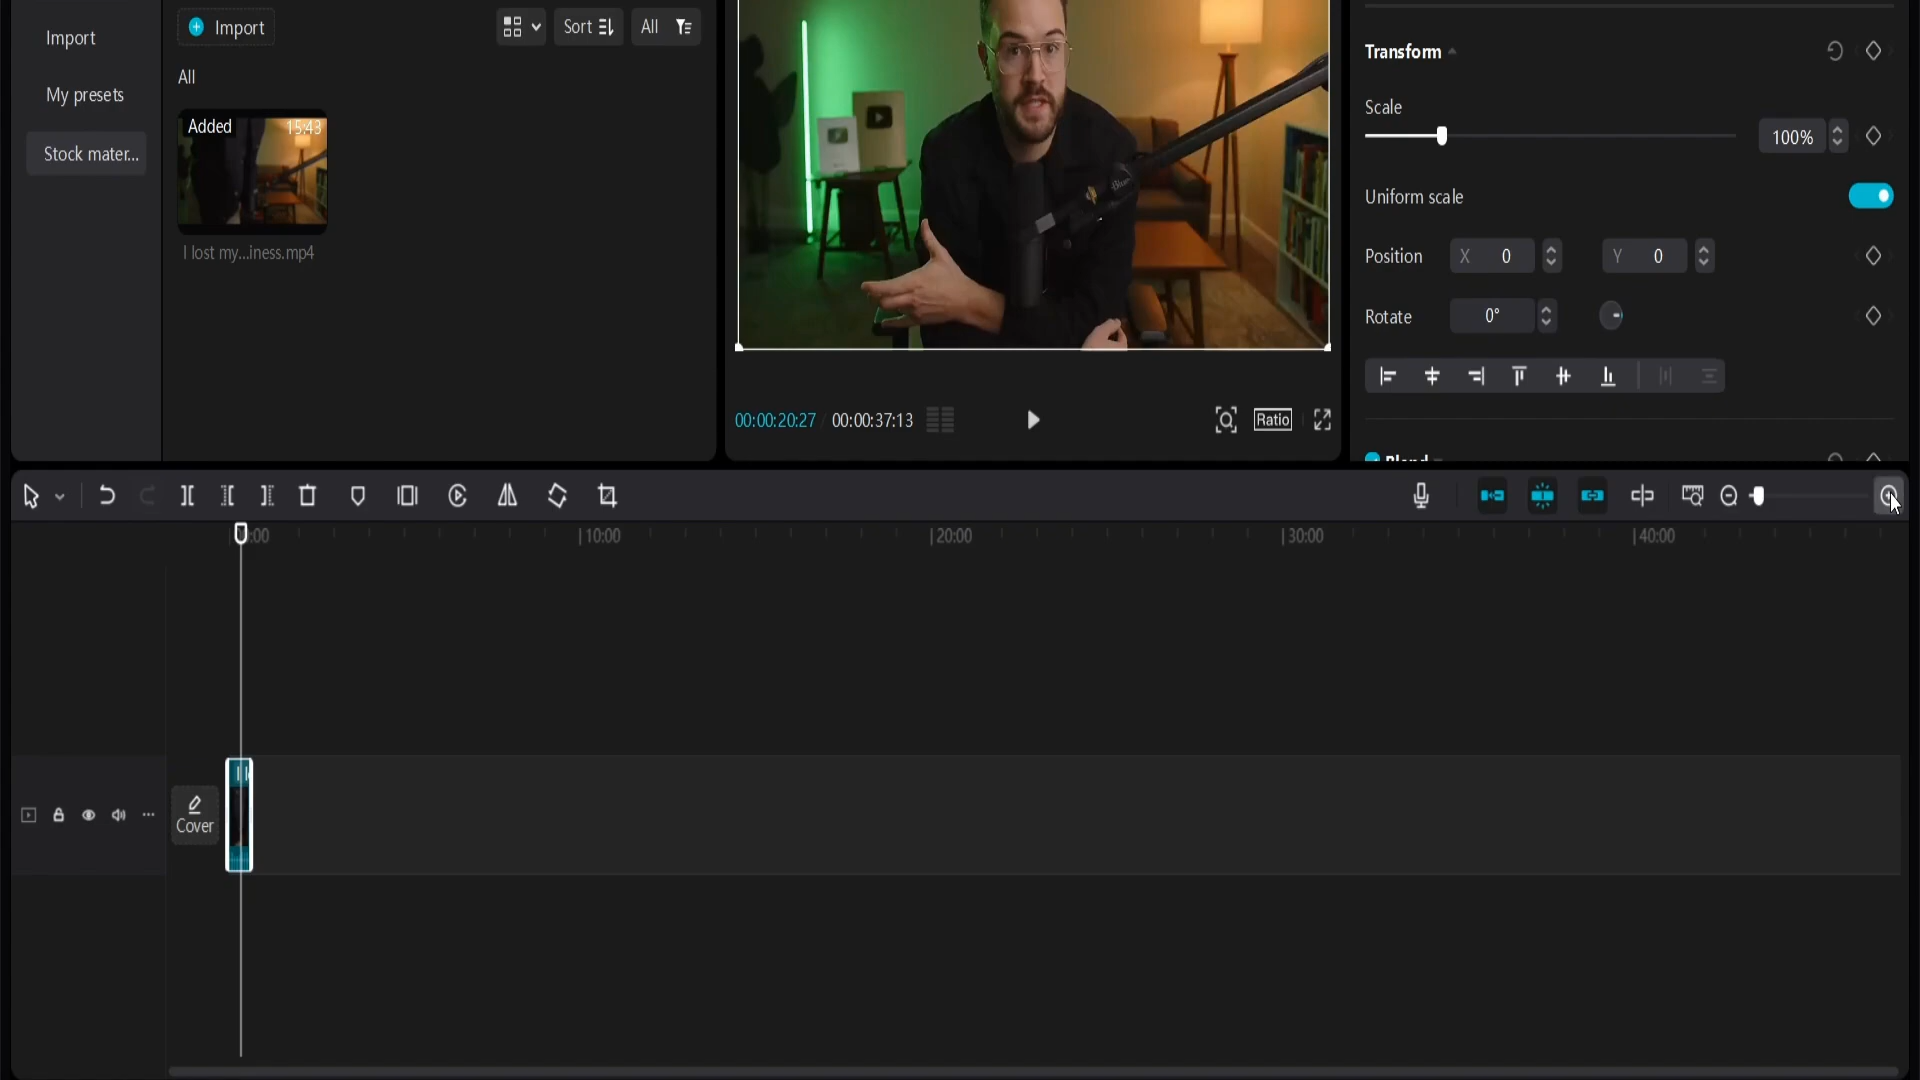 Import
My presets
Stock mater...
Import
Sort
All
All
Added
15:43
I lost my...iness.mp4
00:00:20:27
00:00:37:13
Ratio
Transform
Scale
100%
Uniform scale
Position
X 0
Y 0
Rotate
0°
Blend
:00
10:00
20:00
30:00
40:00
Cover